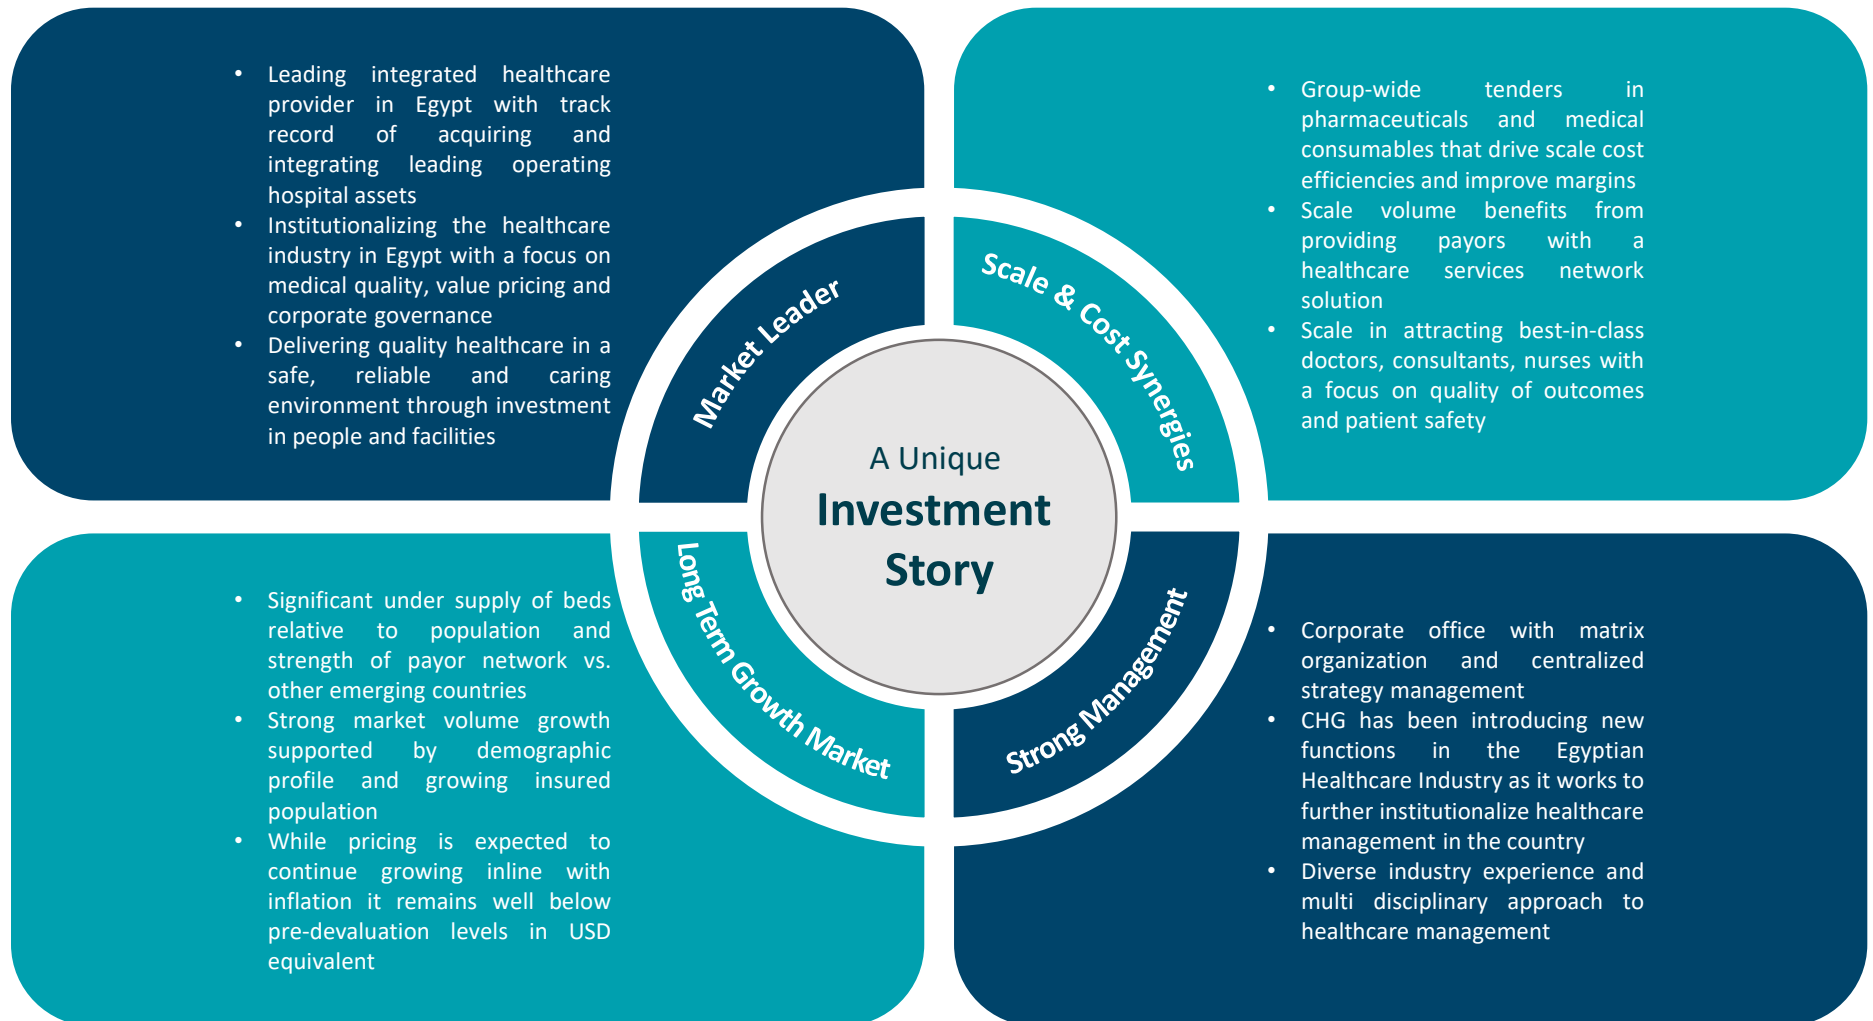 • Leading integrated healthcare
provider in Egypt with track
record of acquiring and
integrating leading operating
hospital assets
• Institutionalizing the healthcare
industry in Egypt with a focus on
medical quality, value pricing and
corporate governance
• Delivering quality healthcare in a
safe, reliable and caring
environment through investment
in people and facilities
Market Leader
• Group-wide tenders in
pharmaceuticals and medical
consumables that drive scale cost
efficiencies and improve margins
• Scale volume benefits from
providing payors with a
healthcare services network
solution
• Scale in attracting best-in-class
doctors, consultants, nurses with
a focus on quality of outcomes
and patient safety
Scale & Cost Synergies
A Unique
Investment
Story
• Significant under supply of beds
relative to population and
strength of payor network vs.
other emerging countries
• Strong market volume growth
supported by demographic
profile and growing insured
population
• While pricing is expected to
continue growing inline with
inflation it remains well below
pre-devaluation levels in USD
equivalent
Long Term Growth Market
• Corporate office with matrix
organization and centralized
strategy management
• CHG has been introducing new
functions in the Egyptian
Healthcare Industry as it works to
further institutionalize healthcare
management in the country
• Diverse industry experience and
multi disciplinary approach to
healthcare management
Strong Management